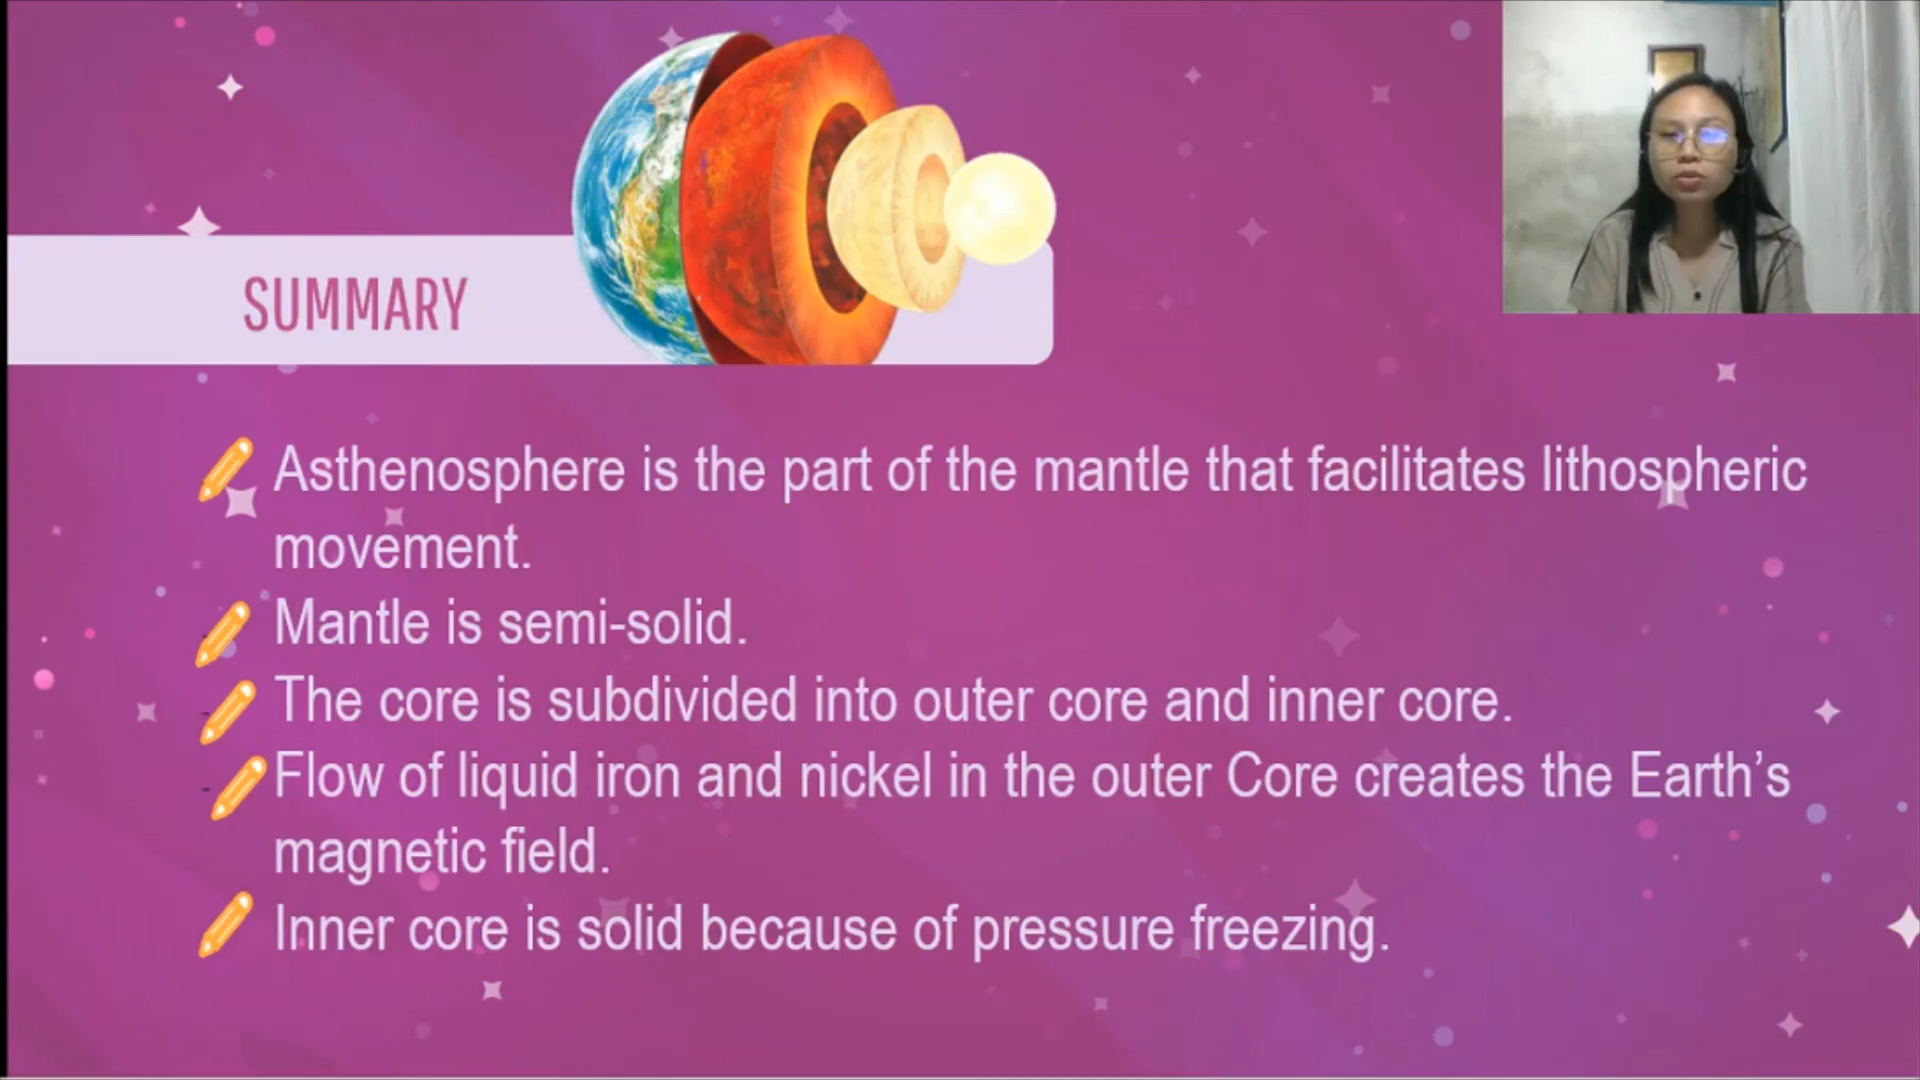 SUMMARY
Asthenosphere is the part of the mantle that facilitates lithospheric
movement.
Mantle is semi-solid.
The core is subdivided into outer core and inner core.
Flow of liquid iron and nickel in the outer Core creates the Earth’s
magnetic field.
Inner core is solid because of pressure freezing.